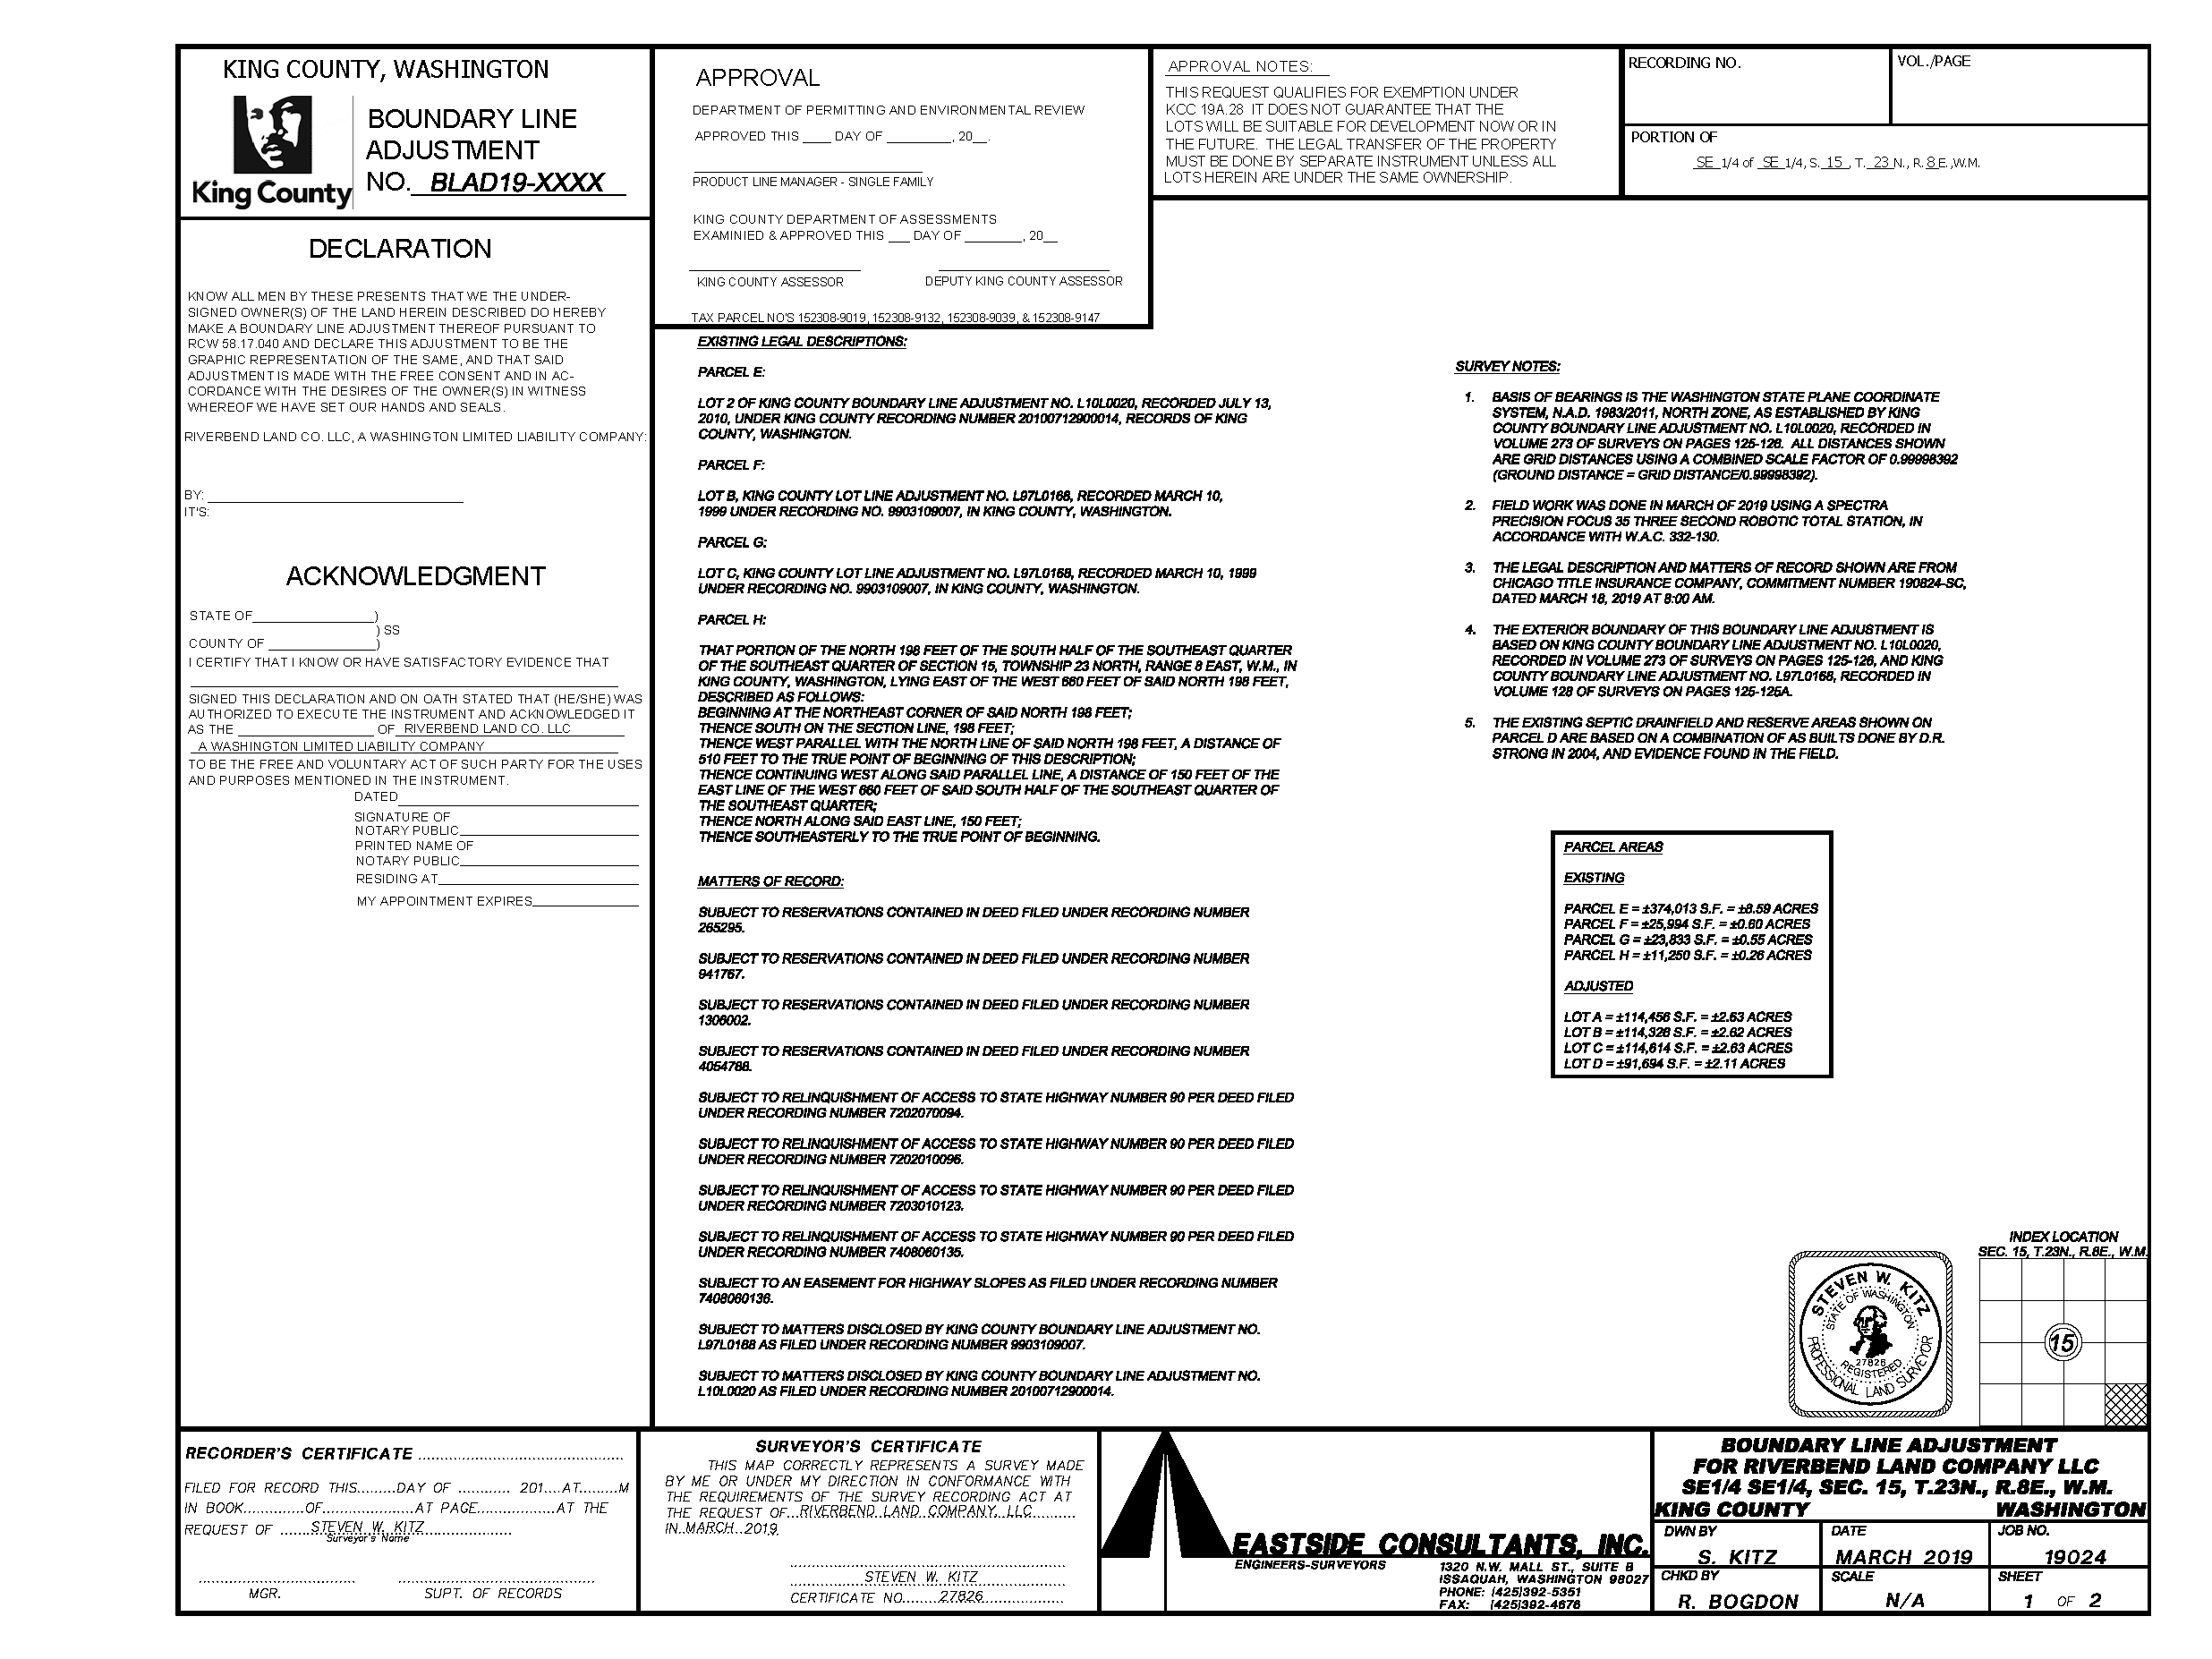 KING COUNTY, WASHINGTON
King County
BOUNDARY LINE
ADJUSTMENT
NO. BLAD19-XXXX
DECLARATION
KNOW ALL MEN BY THESE PRESENTS THAT WE THE UNDER-
SIGNED OWNER(S) OF THE LAND HEREIN DESCRIBED DO HEREBY
MAKE A BOUNDARY LINE ADJUSTMENT THEREOF PURSUANT TO
RCW 58.17.040 AND DECLARE THIS ADJUSTMENT TO BE THE
GRAPHIC REPRESENTATION OF THE SAME, AND THAT SAID
ADJUSTMENT IS MADE WITH THE FREE CONSENT AND IN AC-
CORDANCE WITH THE DESIRES OF THE OWNER(S) IN WITNESS
WHEREOF WE HAVE SET OUR HANDS AND SEALS.
RIVERBEND LAND CO. LLC, A WASHINGTON LIMITED LIABILITY COMPANY:
BY: ____
IT'S:
ACKNOWLEDGMENT
STATE OF____)
) SS
COUNTY OF ____)
I CERTIFY THAT I KNOW OR HAVE SATISFACTORY EVIDENCE THAT
SIGNED THIS DECLARATION AND ON OATH STATED THAT (HE/SHE) WAS
AUTHORIZED TO EXECUTE THE INSTRUMENT AND ACKNOWLEDGED IT
AS THE ____ OF RIVERBEND LAND CO. LLC
A WASHINGTON LIMITED LIABILITY COMPANY
TO BE THE FREE AND VOLUNTARY ACT OF SUCH PARTY FOR THE USES
AND PURPOSES MENTIONED IN THE INSTRUMENT.
DATED____
SIGNATURE OF
NOTARY PUBLIC____
PRINTED NAME OF
NOTARY PUBLIC____
RESIDING AT____
MY APPOINTMENT EXPIRES____
APPROVAL
DEPARTMENT OF PERMITTING AND ENVIRONMENTAL REVIEW
APPROVED THIS ____ DAY OF ____, 20__.
PRODUCT LINE MANAGER - SINGLE FAMILY
KING COUNTY DEPARTMENT OF ASSESSMENTS
EXAMINIED & APPROVED THIS ___ DAY OF ____, 20__
KING COUNTY ASSESSOR DEPUTY KING COUNTY ASSESSOR
TAX PARCEL NO'S 152308-9019, 152308-9132, 152308-9039, & 152308-9147
APPROVAL NOTES:
THIS REQUEST QUALIFIES FOR EXEMPTION UNDER
KCC 19A.28 IT DOES NOT GUARANTEE THAT THE
LOTS WILL BE SUITABLE FOR DEVELOPMENT NOW OR IN
THE FUTURE. THE LEGAL TRANSFER OF THE PROPERTY
MUST BE DONE BY SEPARATE INSTRUMENT UNLESS ALL
LOTS HEREIN ARE UNDER THE SAME OWNERSHIP.
RECORDING NO.
VOL./PAGE
PORTION OF
SE 1/4 of SE 1/4, S. 15 , T. 23 N., R. 8 E.,W.M.
EXISTING LEGAL DESCRIPTIONS:
PARCEL E:
LOT 2 OF KING COUNTY BOUNDARY LINE ADJUSTMENT NO. L10L0020, RECORDED JULY 13,
2010, UNDER KING COUNTY RECORDING NUMBER 20100712900014, RECORDS OF KING
COUNTY, WASHINGTON.
PARCEL F:
LOT B, KING COUNTY LOT LINE ADJUSTMENT NO. L97L0168, RECORDED MARCH 10,
1999 UNDER RECORDING NO. 9903109007, IN KING COUNTY, WASHINGTON.
PARCEL G:
LOT C, KING COUNTY LOT LINE ADJUSTMENT NO. L97L0168, RECORDED MARCH 10, 1999
UNDER RECORDING NO. 9903109007, IN KING COUNTY, WASHINGTON.
PARCEL H:
THAT PORTION OF THE NORTH 198 FEET OF THE SOUTH HALF OF THE SOUTHEAST QUARTER
OF THE SOUTHEAST QUARTER OF SECTION 15, TOWNSHIP 23 NORTH, RANGE 8 EAST, W.M., IN
KING COUNTY, WASHINGTON, LYING EAST OF THE WEST 660 FEET OF SAID NORTH 198 FEET,
DESCRIBED AS FOLLOWS:
BEGINNING AT THE NORTHEAST CORNER OF SAID NORTH 198 FEET;
THENCE SOUTH ON THE SECTION LINE, 198 FEET;
THENCE WEST PARALLEL WITH THE NORTH LINE OF SAID NORTH 198 FEET, A DISTANCE OF
510 FEET TO THE TRUE POINT OF BEGINNING OF THIS DESCRIPTION;
THENCE CONTINUING WEST ALONG SAID PARALLEL LINE, A DISTANCE OF 150 FEET OF THE
EAST LINE OF THE WEST 660 FEET OF SAID SOUTH HALF OF THE SOUTHEAST QUARTER OF
THE SOUTHEAST QUARTER;
THENCE NORTH ALONG SAID EAST LINE, 150 FEET;
THENCE SOUTHEASTERLY TO THE TRUE POINT OF BEGINNING.
MATTERS OF RECORD:
SUBJECT TO RESERVATIONS CONTAINED IN DEED FILED UNDER RECORDING NUMBER
265295.
SUBJECT TO RESERVATIONS CONTAINED IN DEED FILED UNDER RECORDING NUMBER
941767.
SUBJECT TO RESERVATIONS CONTAINED IN DEED FILED UNDER RECORDING NUMBER
1306002.
SUBJECT TO RESERVATIONS CONTAINED IN DEED FILED UNDER RECORDING NUMBER
4054788.
SUBJECT TO RELINQUISHMENT OF ACCESS TO STATE HIGHWAY NUMBER 90 PER DEED FILED
UNDER RECORDING NUMBER 7202070094.
SUBJECT TO RELINQUISHMENT OF ACCESS TO STATE HIGHWAY NUMBER 90 PER DEED FILED
UNDER RECORDING NUMBER 7202010096.
SUBJECT TO RELINQUISHMENT OF ACCESS TO STATE HIGHWAY NUMBER 90 PER DEED FILED
UNDER RECORDING NUMBER 7203010123.
SUBJECT TO RELINQUISHMENT OF ACCESS TO STATE HIGHWAY NUMBER 90 PER DEED FILED
UNDER RECORDING NUMBER 7408060135.
SUBJECT TO AN EASEMENT FOR HIGHWAY SLOPES AS FILED UNDER RECORDING NUMBER
7408060136.
SUBJECT TO MATTERS DISCLOSED BY KING COUNTY BOUNDARY LINE ADJUSTMENT NO.
L97L0168 AS FILED UNDER RECORDING NUMBER 9903109007.
SUBJECT TO MATTERS DISCLOSED BY KING COUNTY BOUNDARY LINE ADJUSTMENT NO.
L10L0020 AS FILED UNDER RECORDING NUMBER 20100712900014.
SURVEY NOTES:
1. BASIS OF BEARINGS IS THE WASHINGTON STATE PLANE COORDINATE
SYSTEM, N.A.D. 1983/2011, NORTH ZONE, AS ESTABLISHED BY KING
COUNTY BOUNDARY LINE ADJUSTMENT NO. L10L0020, RECORDED IN
VOLUME 273 OF SURVEYS ON PAGES 125-126. ALL DISTANCES SHOWN
ARE GRID DISTANCES USING A COMBINED SCALE FACTOR OF 0.99998392
(GROUND DISTANCE = GRID DISTANCE/0.99998392).
2. FIELD WORK WAS DONE IN MARCH OF 2019 USING A SPECTRA
PRECISION FOCUS 35 THREE SECOND ROBOTIC TOTAL STATION, IN
ACCORDANCE WITH W.A.C. 332-130.
3. THE LEGAL DESCRIPTION AND MATTERS OF RECORD SHOWN ARE FROM
CHICAGO TITLE INSURANCE COMPANY, COMMITMENT NUMBER 190824-SC,
DATED MARCH 18, 2019 AT 8:00 AM.
4. THE EXTERIOR BOUNDARY OF THIS BOUNDARY LINE ADJUSTMENT IS
BASED ON KING COUNTY BOUNDARY LINE ADJUSTMENT NO. L10L0020,
RECORDED IN VOLUME 273 OF SURVEYS ON PAGES 125-126, AND KING
COUNTY BOUNDARY LINE ADJUSTMENT NO. L97L0168, RECORDED IN
VOLUME 128 OF SURVEYS ON PAGES 125-125A.
5. THE EXISTING SEPTIC DRAINFIELD AND RESERVE AREAS SHOWN ON
PARCEL D ARE BASED ON A COMBINATION OF AS BUILTS DONE BY D.R.
STRONG IN 2004, AND EVIDENCE FOUND IN THE FIELD.
PARCEL AREAS
EXISTING
PARCEL E = ±374,013 S.F. = ±8.59 ACRES
PARCEL F = ±25,994 S.F. = ±0.60 ACRES
PARCEL G = ±23,833 S.F. = ±0.55 ACRES
PARCEL H = ±11,250 S.F. = ±0.26 ACRES
ADJUSTED
LOT A = ±114,456 S.F. = ±2.63 ACRES
LOT B = ±114,326 S.F. = ±2.62 ACRES
LOT C = ±114,614 S.F. = ±2.63 ACRES
LOT D = ±91,694 S.F. = ±2.11 ACRES
INDEX LOCATION
SEC. 15, T.23N., R.8E., W.M.
15
STEVEN W. KITZ
STATE OF WASHINGTON
27826
REGISTERED
PROFESSIONAL LAND SURVEYOR
RECORDER'S CERTIFICATE ....................
FILED FOR RECORD THIS.........DAY OF ............ 201....AT.........M
IN BOOK..............OF......................AT PAGE...................AT THE
REQUEST OF .......STEVEN W. KITZ....................
Surveyor's Name
MGR. SUPT. OF RECORDS
SURVEYOR'S CERTIFICATE
THIS MAP CORRECTLY REPRESENTS A SURVEY MADE
BY ME OR UNDER MY DIRECTION IN CONFORMANCE WITH
THE REQUIREMENTS OF THE SURVEY RECORDING ACT AT
THE REQUEST OF...RIVERBEND LAND COMPANY, LLC..........
IN..MARCH..2019.
STEVEN W. KITZ
CERTIFICATE NO........27826..................
EASTSIDE CONSULTANTS, INC.
ENGINEERS-SURVEYORS
1320 N.W. MALL ST., SUITE B
ISSAQUAH, WASHINGTON 98027
PHONE: (425)392-5351
FAX: (425)392-4676
BOUNDARY LINE ADJUSTMENT
FOR RIVERBEND LAND COMPANY LLC
SE1/4 SE1/4, SEC. 15, T.23N., R.8E., W.M.
KING COUNTY WASHINGTON
DWN BY DATE JOB NO.
S. KITZ MARCH 2019 19024
CHKD BY SCALE SHEET
R. BOGDON N/A 1 OF 2